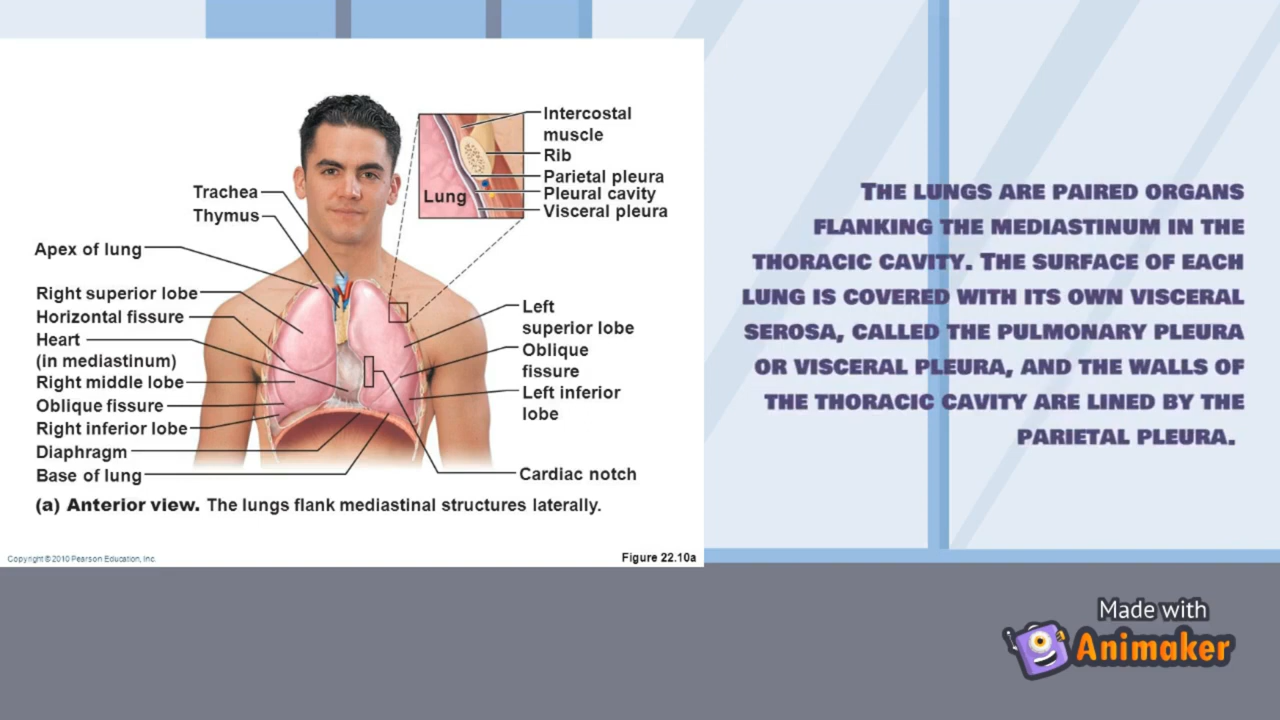 Intercostal
muscle
Rib
Parietal pleura
Pleural cavity
Visceral pleura
Lung
Trachea
Thymus
Apex of lung
Right superior lobe
Horizontal fissure
Heart
(in mediastinum)
Right middle lobe
Oblique fissure
Right inferior lobe
Diaphragm
Base of lung
Left
superior lobe
Oblique
fissure
Left inferior
lobe
Cardiac notch
(a) Anterior view. The lungs flank mediastinal structures laterally.
Copyright © 2010 Pearson Education, Inc.
Figure 22.10a
THE LUNGS ARE PAIRED ORGANS
FLANKING THE MEDIASTINUM IN THE
THORACIC CAVITY. THE SURFACE OF EACH
LUNG IS COVERED WITH ITS OWN VISCERAL
SEROSA, CALLED THE PULMONARY PLEURA
OR VISCERAL PLEURA, AND THE WALLS OF
THE THORACIC CAVITY ARE LINED BY THE
PARIETAL PLEURA.
Made with
Animaker